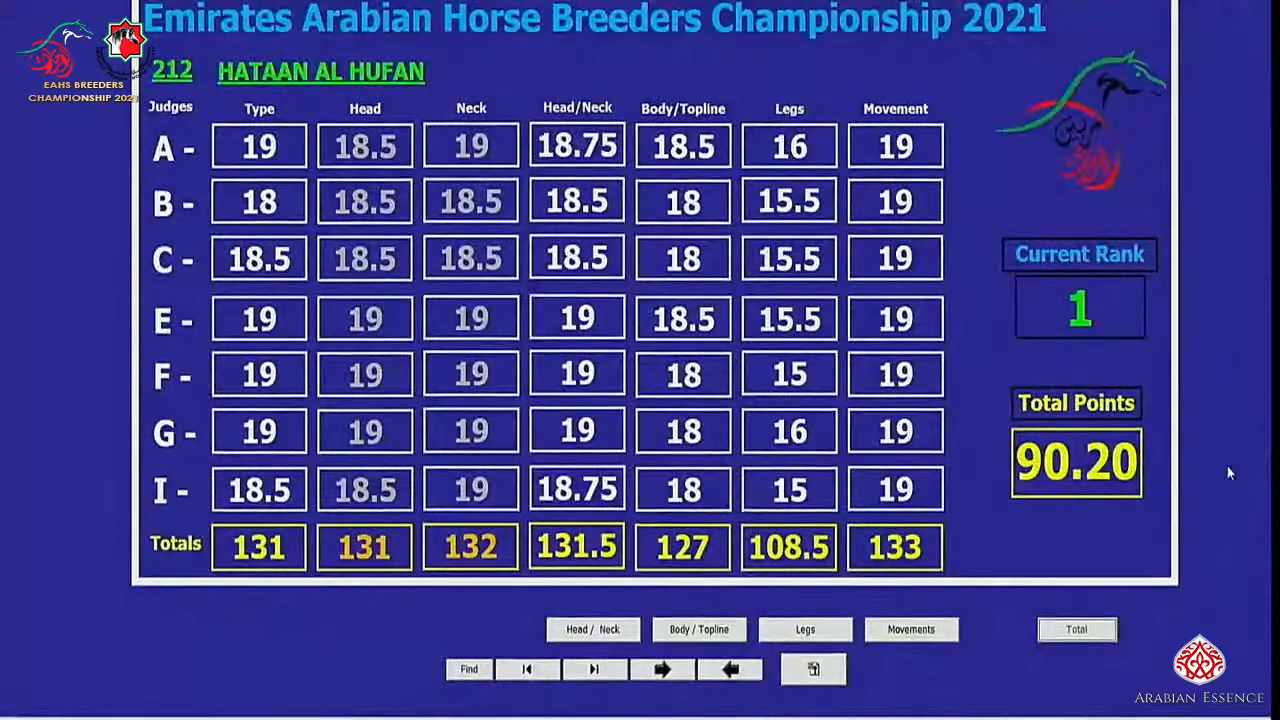 Emirates Arabian Horse Breeders Championship 2021
EAHS BREEDERS
CHAMPIONSHIP 2021
212 HATAAN AL HUFAN
Judges Type Head Neck Head/Neck Body/Topline Legs Movement
A - 19 18.5 19 18.75 18.5 16 19
B - 18 18.5 18.5 18.5 18 15.5 19
C - 18.5 18.5 18.5 18.5 18 15.5 19
E - 19 19 19 19 18.5 15.5 19
F - 19 19 19 19 18 15 19
G - 19 19 19 19 18 16 19
I - 18.5 18.5 19 18.75 18 15 19
Totals 131 131 132 131.5 127 108.5 133
Current Rank
1
Total Points
90.20
Head / Neck Body / Topline Legs Movements Total
Find
ARABIAN ESSENCE